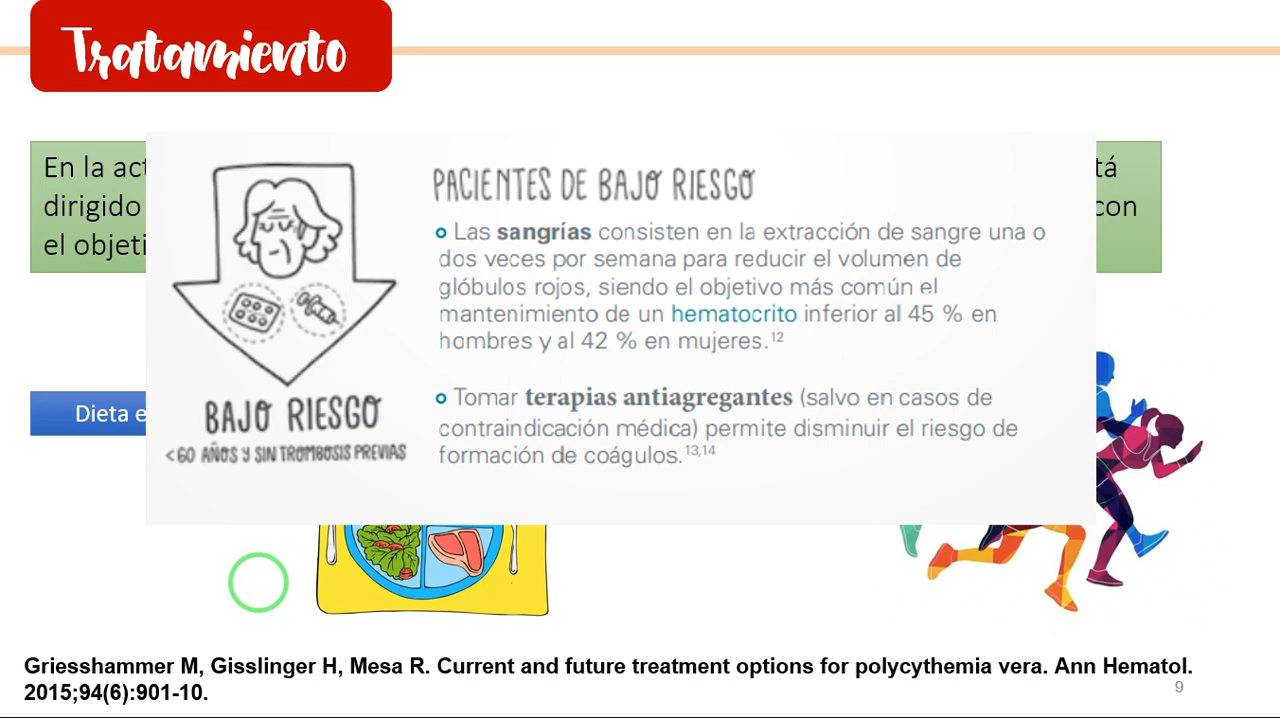 Tratamiento
En la act
tá
dirigido
con
el objeti
PACIENTES DE BAJO RIESGO
Las sangrías consisten en la extracción de sangre una o
dos veces por semana para reducir el volumen de
glóbulos rojos, siendo el objetivo más común el
mantenimiento de un hematocrito inferior al 45 % en
hombres y al 42 % en mujeres.12
Tomar terapias antiagregantes (salvo en casos de
contraindicación médica) permite disminuir el riesgo de
formación de coágulos.13,14
BAJO RIESGO
<60 AÑOS Y SIN TROMBOSIS PREVIAS
Dieta e
Griesshammer M, Gisslinger H, Mesa R. Current and future treatment options for polycythemia vera. Ann Hematol.
2015;94(6):901-10.
9